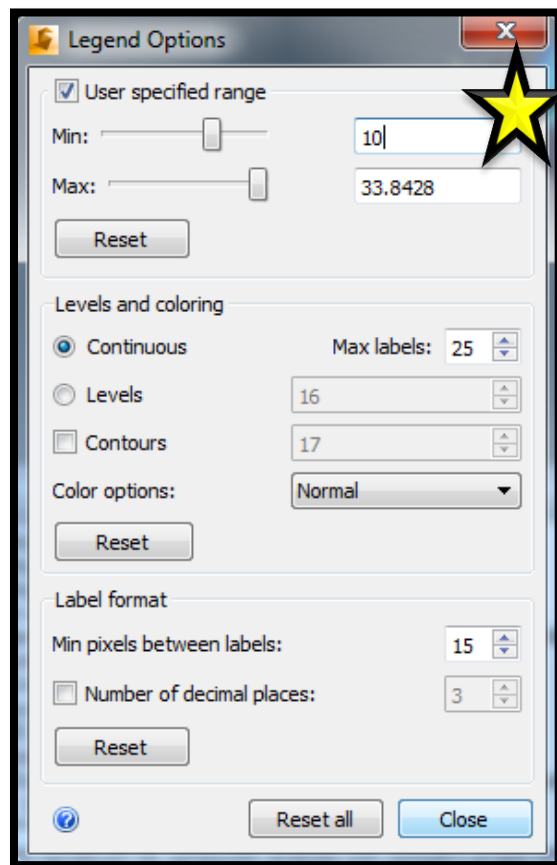 Legend Options
User specified range
Min: 10
Max: 33.8428
Reset
Levels and coloring
Continuous Max labels: 25
Levels 16
Contours 17
Color options: Normal
Reset
Label format
Min pixels between labels: 15
Number of decimal places: 3
Reset
Reset all Close